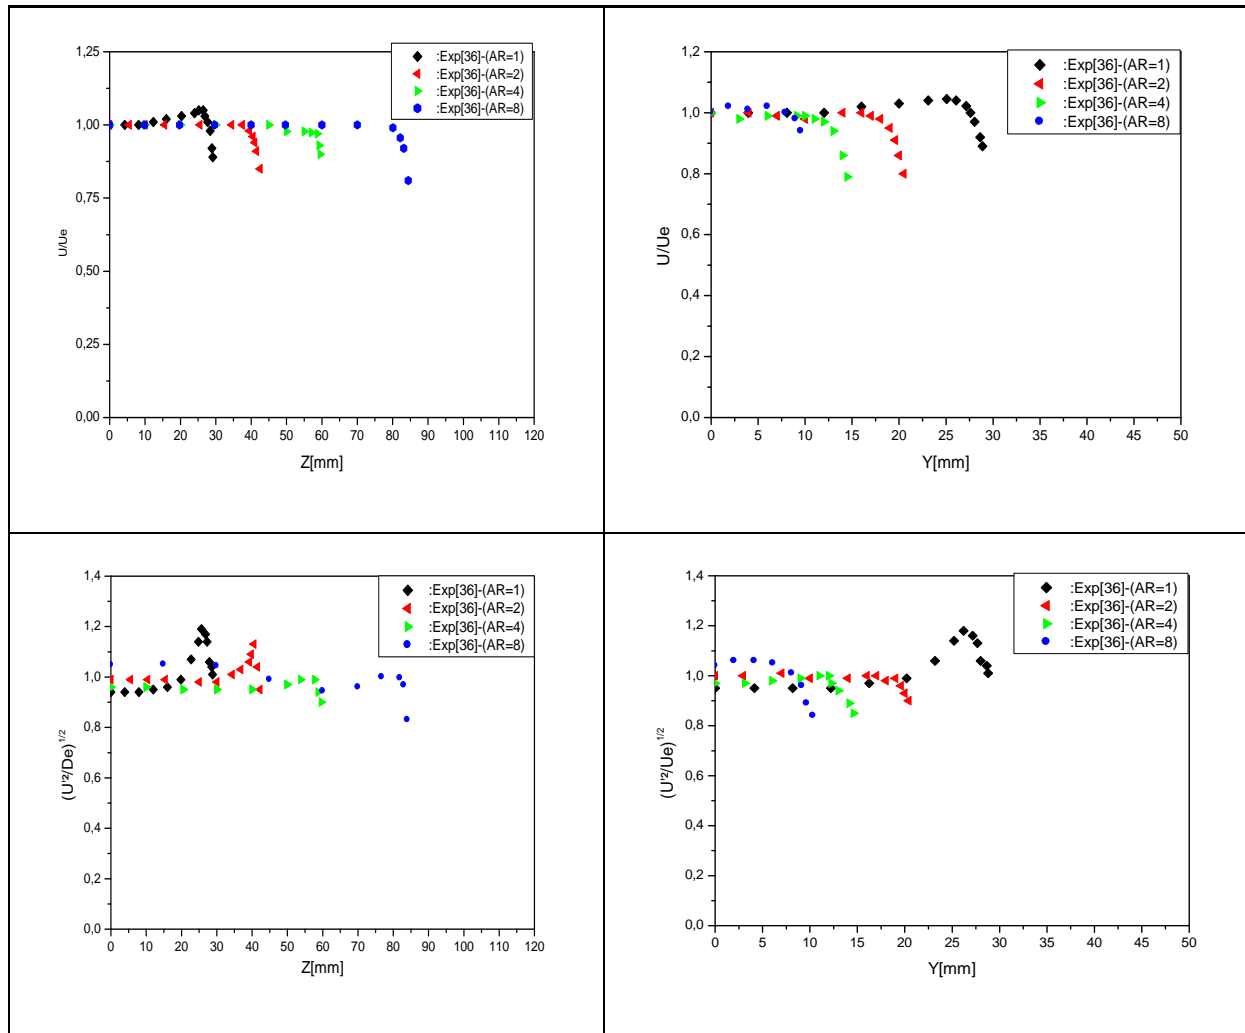 1,25
1,00
0,75
0,50
0,25
0,00
U/Ue
0 10 20 30 40 50 60 70 80 90 100 110 120
Z[mm]
:Exp[36]-(AR=1)
:Exp[36]-(AR=2)
:Exp[36]-(AR=4)
:Exp[36]-(AR=8)
1,2
1,0
0,8
0,6
0,4
0,2
0,0
U/Ue
0 5 10 15 20 25 30 35 40 45 50
Y[mm]
:Exp[36]-(AR=1)
:Exp[36]-(AR=2)
:Exp[36]-(AR=4)
:Exp[36]-(AR=8)
1,4
1,2
1,0
0,8
0,6
0,4
0,2
0,0
(U'²/De)^1/2
0 10 20 30 40 50 60 70 80 90 100 110 120
Z[mm]
:Exp[36]-(AR=1)
:Exp[36]-(AR=2)
:Exp[36]-(AR=4)
:Exp[36]-(AR=8)
1,4
1,2
1,0
0,8
0,6
0,4
0,2
0,0
(U'²/Ue)^1/2
0 5 10 15 20 25 30 35 40 45 50
Y[mm]
:Exp[36]-(AR=1)
:Exp[36]-(AR=2)
:Exp[36]-(AR=4)
:Exp[36]-(AR=8)